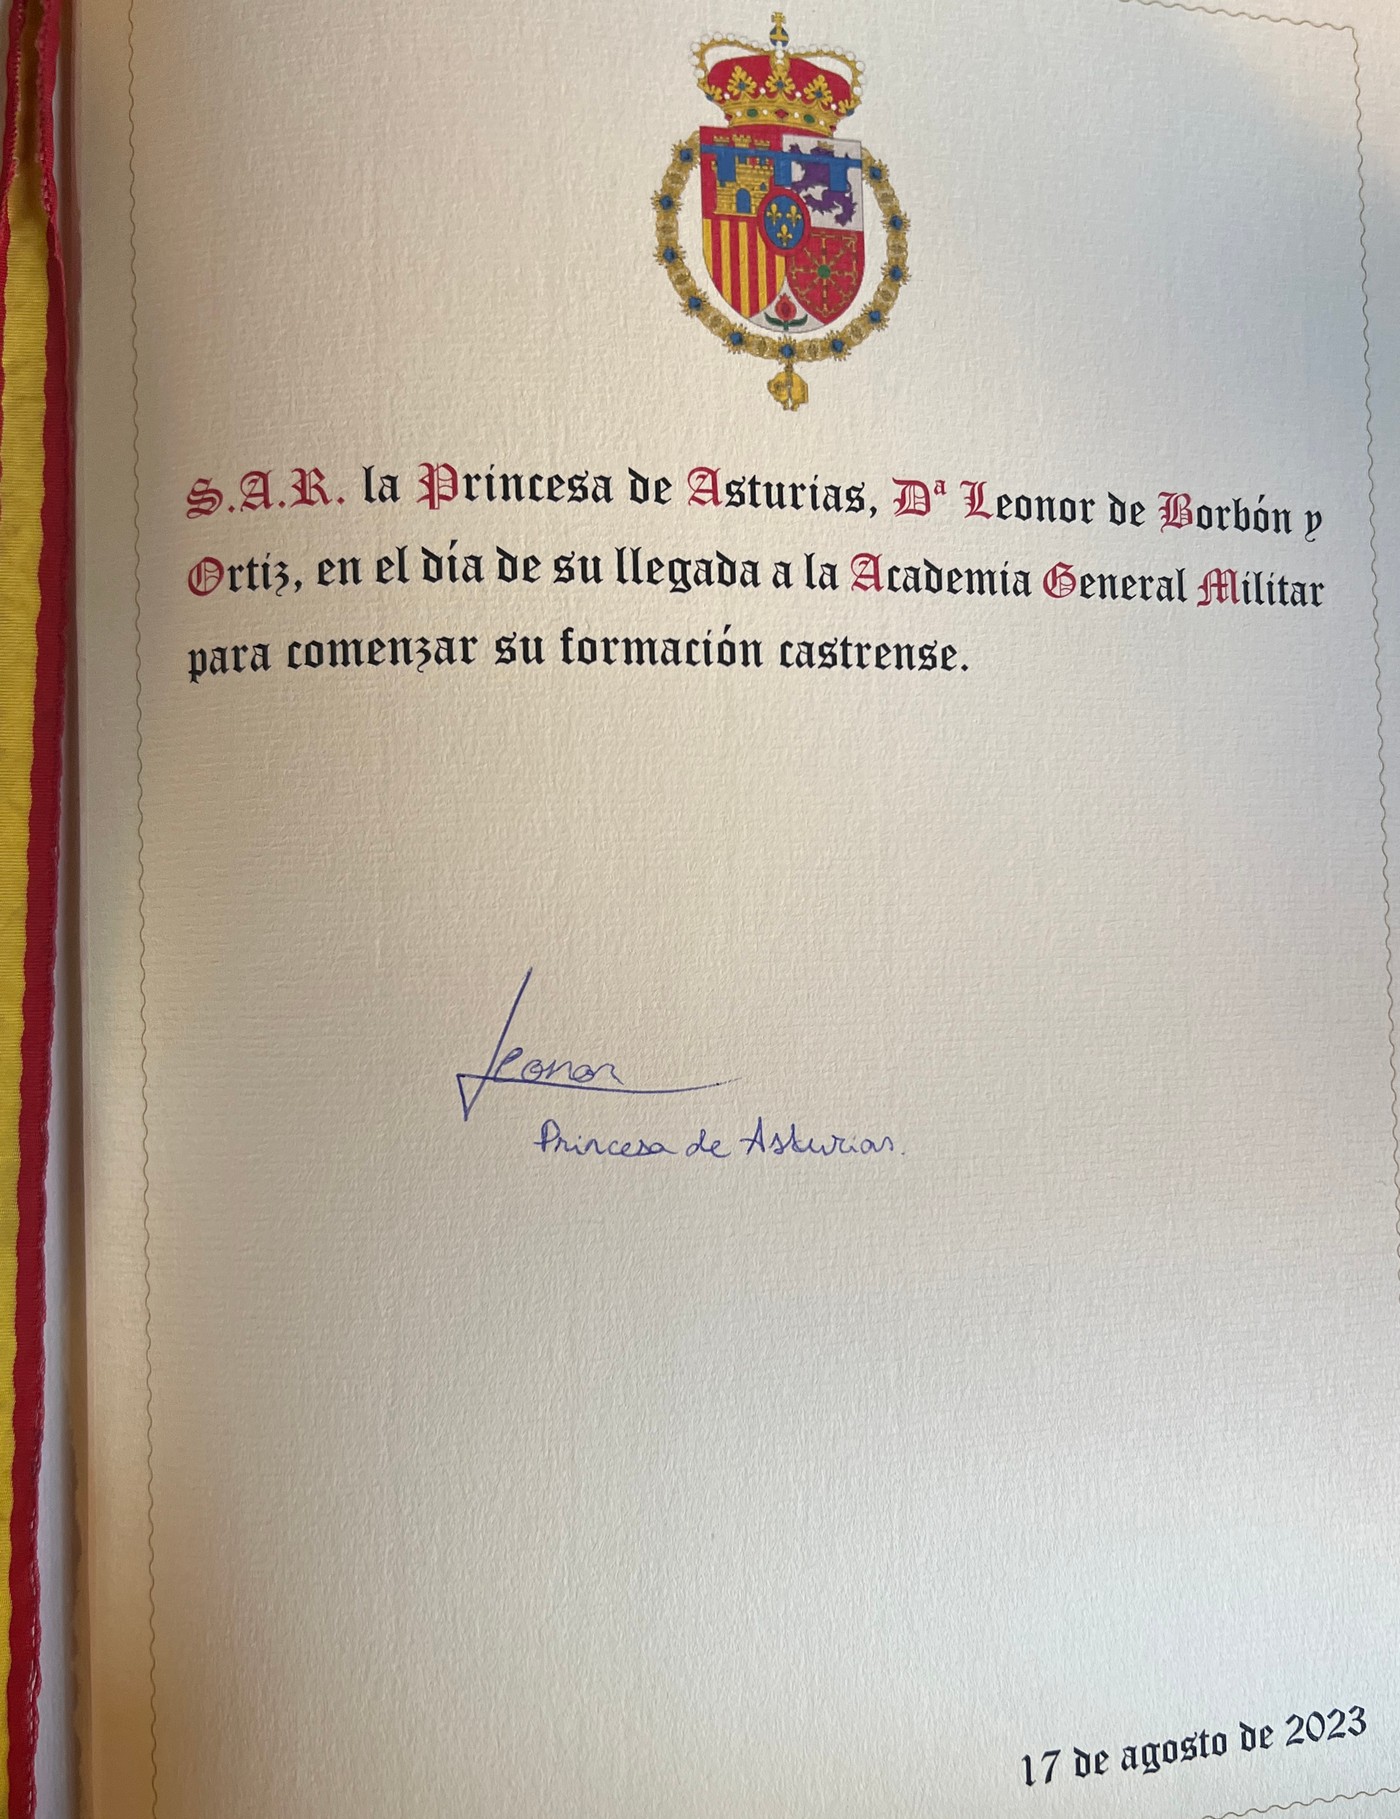 S.A.R. la Princesa de Asturias, Dª Leonor de Borbón y
Ortiz, en el día de su llegada a la Academia General Militar
para comenzar su formación castrense.
Leonor
Princesa de Asturias.
17 de agosto de 2023